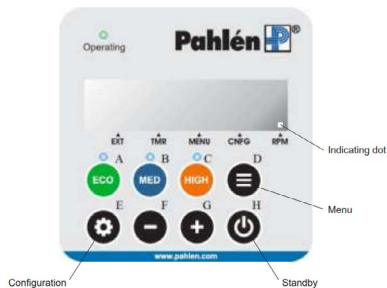 Operating
Pahlén®
EXT TMR MENU CNFG RPM
Indicating dot
A B C D
ECO MED HIGH
Menu
E F G H
www.pahlen.com
Configuration
Standby